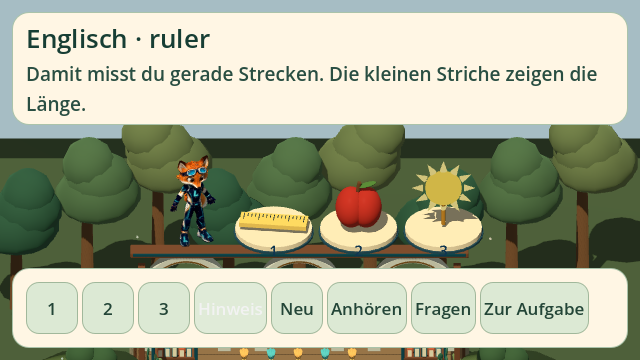 Englisch · ruler
Damit misst du gerade Strecken. Die kleinen Striche zeigen die
Länge.
1 2 3
1 2 3 Hinweis Neu Anhören Fragen Zur Aufgabe